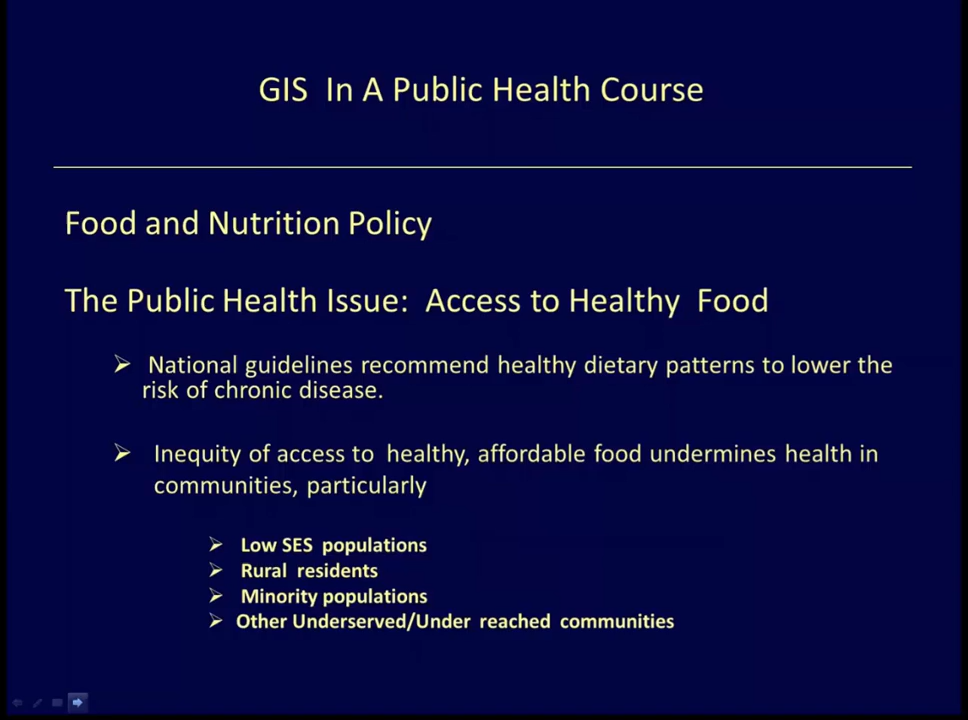 GIS In A Public Health Course
Food and Nutrition Policy
The Public Health Issue: Access to Healthy Food
➢ National guidelines recommend healthy dietary patterns to lower the
risk of chronic disease.
➢ Inequity of access to healthy, affordable food undermines health in
communities, particularly
➢ Low SES populations
➢ Rural residents
➢ Minority populations
➢ Other Underserved/Under reached communities